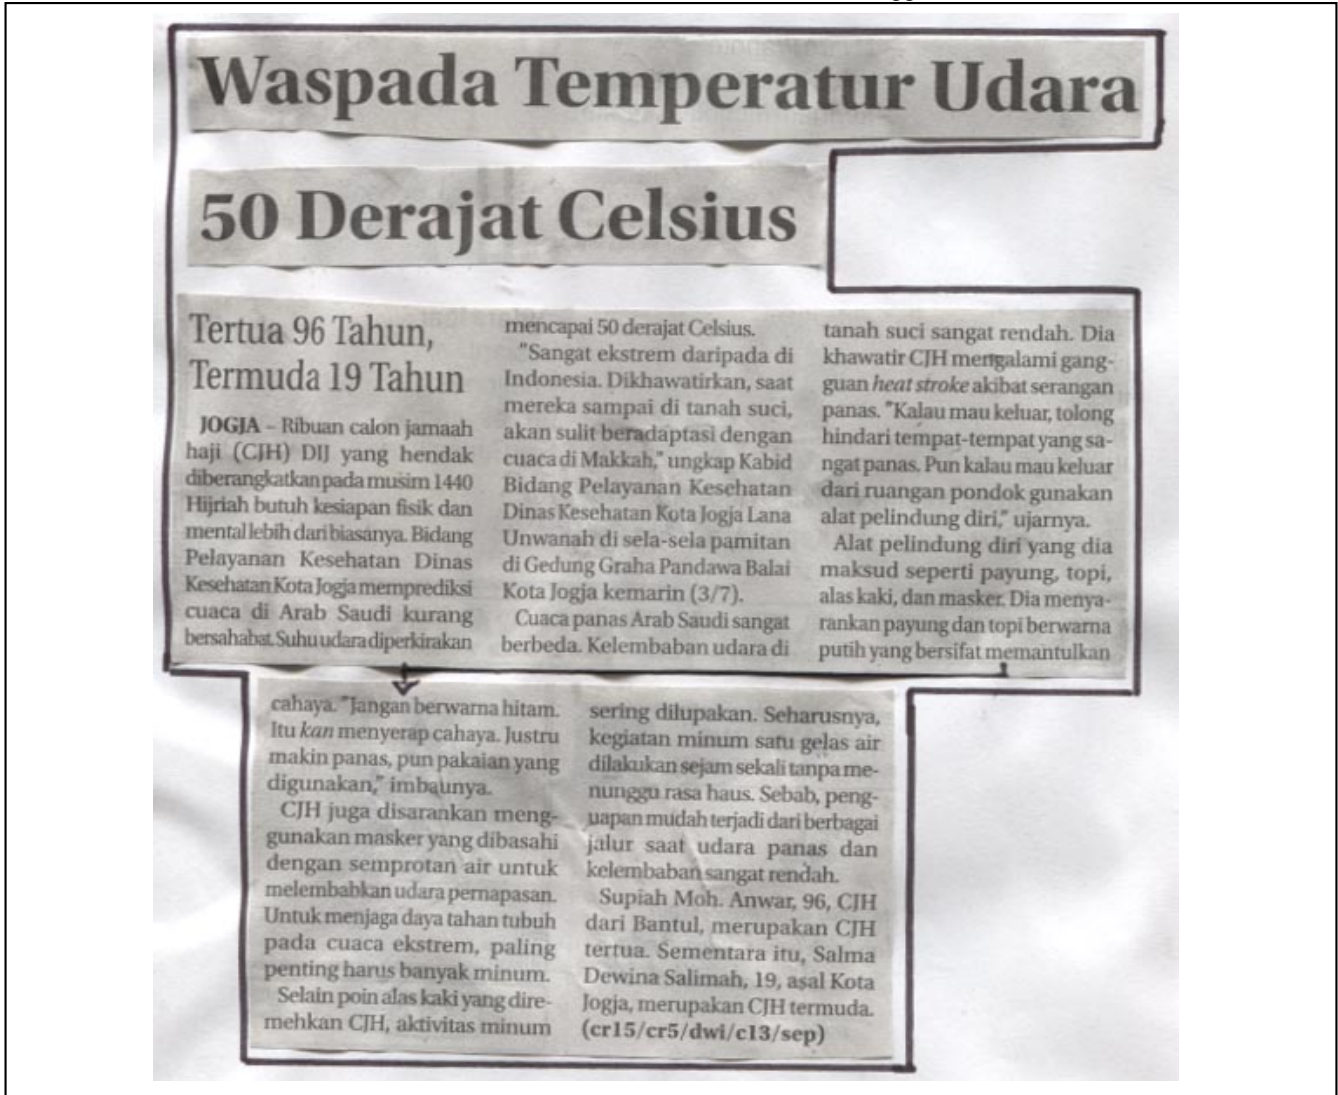 Waspada Temperatur Udara
50 Derajat Celsius
Tertua 96 Tahun,
Termuda 19 Tahun
JOGJA – Ribuan calon jamaah
haji (CJH) DIJ yang hendak
diberangkatkan pada musim 1440
Hijriah butuh kesiapan fisik dan
mental lebih dari biasanya. Bidang
Pelayanan Kesehatan Dinas
Kesehatan Kota Jogja memprediksi
cuaca di Arab Saudi kurang
bersahabat. Suhu udara diperkirakan
mencapai 50 derajat Celsius.
"Sangat ekstrem daripada di
Indonesia. Dikhawatirkan, saat
mereka sampai di tanah suci,
akan sulit beradaptasi dengan
cuaca di Makkah," ungkap Kabid
Bidang Pelayanan Kesehatan
Dinas Kesehatan Kota Jogja Lana
Unwanah di sela-sela pamitan
di Gedung Graha Pandawa Balai
Kota Jogja kemarin (3/7).
Cuaca panas Arab Saudi sangat
berbeda. Kelembaban udara di
tanah suci sangat rendah. Dia
khawatir CJH mengalami gang-
guan heat stroke akibat serangan
panas. "Kalau mau keluar, tolong
hindari tempat-tempat yang sa-
ngat panas. Pun kalau mau keluar
dari ruangan pondok gunakan
alat pelindung diri," ujarnya.
Alat pelindung diri yang dia
maksud seperti payung, topi,
alas kaki, dan masker. Dia menya-
rankan payung dan topi berwarna
putih yang bersifat memantulkan
cahaya. "Jangan berwarna hitam.
Itu kan menyerap cahaya. Justru
makin panas, pun pakaian yang
digunakan," imbaunya.
CJH juga disarankan meng-
gunakan masker yang dibasahi
dengan semprotan air untuk
melembabkan udara pernapasan.
Untuk menjaga daya tahan tubuh
pada cuaca ekstrem, paling
penting harus banyak minum.
Selain poin alas kaki yang dire-
mehkan CJH, aktivitas minum
sering dilupakan. Seharusnya,
kegiatan minum satu gelas air
dilakukan sejam sekali tanpa me-
nunggu rasa haus. Sebab, peng-
uapan mudah terjadi dari berbagai
jalur saat udara panas dan
kelembaban sangat rendah.
Supiah Moh. Anwar, 96, CJH
dari Bantul, merupakan CJH
tertua. Sementara itu, Salma
Dewina Salimah, 19, asal Kota
Jogja, merupakan CJH termuda.
(cr15/cr5/dwi/c13/sep)